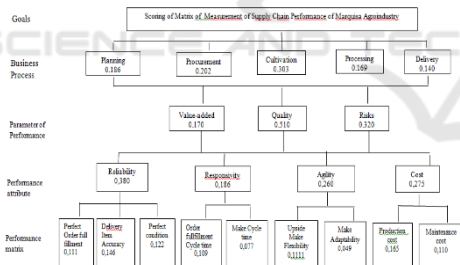 Goals
Scoring of Matrix of Measurement of Supply Chain Performance of Marquisa Agroindustry
SCIENCE AND TEC
Business
Process
Planning
0.186
Procurement
0.202
Cultivation
0.303
Processing
0.169
Delivery
0.140
Parameter of
Performance
Value added
0.170
Quality
0.510
Risks
0.320
Performance
attribute
Reliability
0,380
Responsivity
0,186
Agility
0,260
Cost
0,275
Performance
matrix
Perfect
Order full
fillment
0,111
Delivery
Item
Accuracy
0,146
Perfect
condition
0,122
Order
fullfillment
Cycle time
0,109
Make Cycle
time
0,077
Upside
Make
Flexibility
0,1111
Make
Adaptability
0,049
Production
cost
0,165
Maintenance
cost
0,110